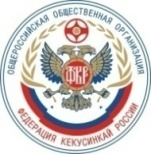 ОБЩЕРОССИЙСКАЯ ОБЩЕСТВЕННАЯ ОРГАНИЗАЦИЯ
ФКР
ФЕДЕРАЦИЯ КЕКУСИНКАЙ РОССИИ